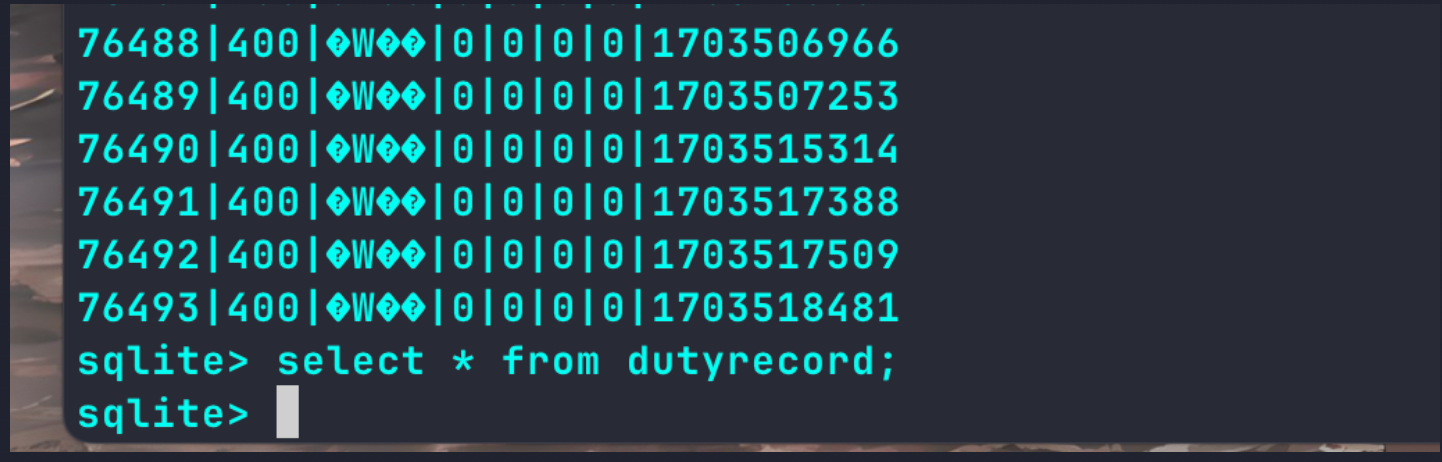 76488|400|�W��|0|0|0|0|1703506966
76489|400|�W��|0|0|0|0|1703507253
76490|400|�W��|0|0|0|0|1703515314
76491|400|�W��|0|0|0|0|1703517388
76492|400|�W��|0|0|0|0|1703517509
76493|400|�W��|0|0|0|0|1703518481
sqlite> select * from dutyrecord;
sqlite>